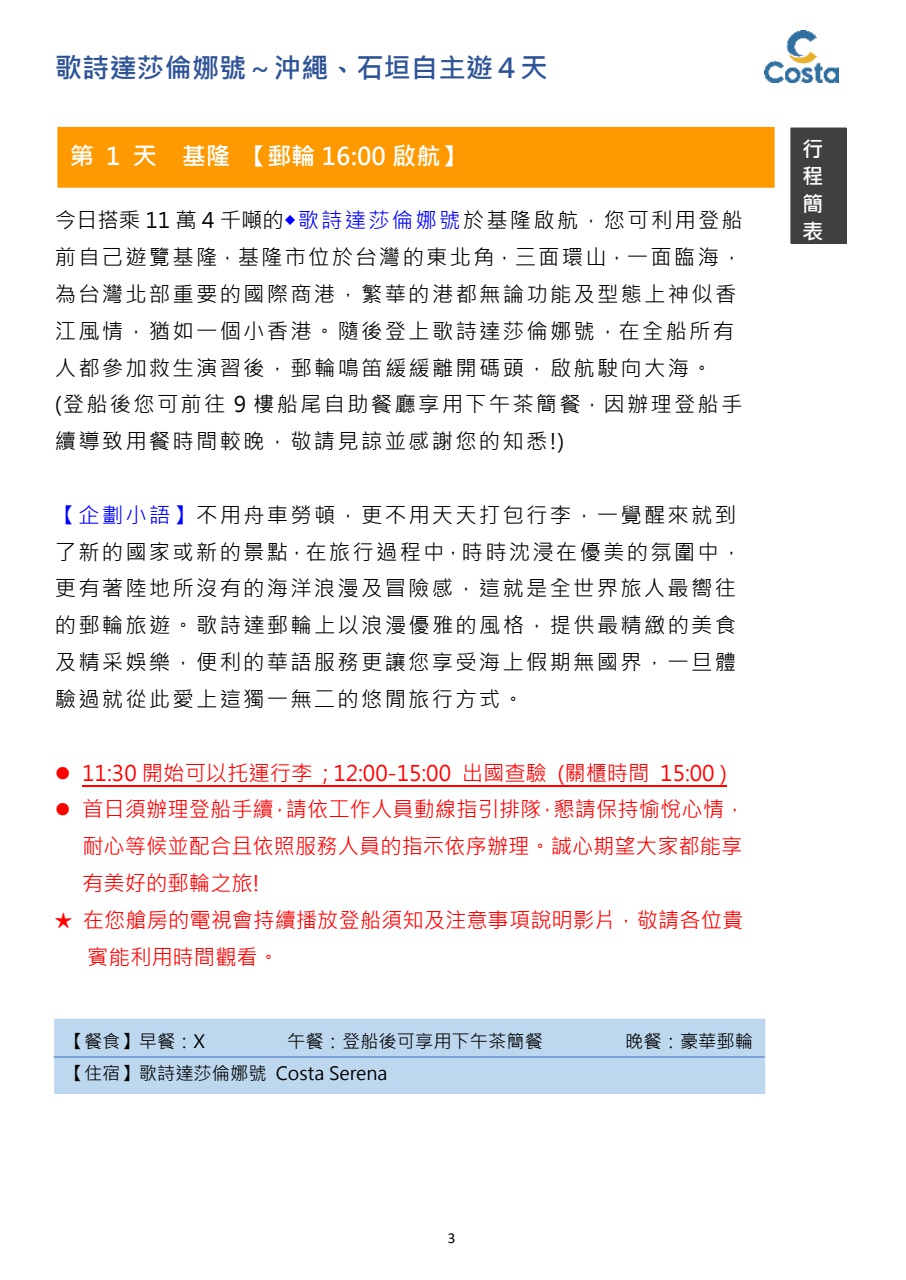 歌詩達莎倫娜號～沖繩、石垣自主遊４天
Costa
第 1 天　基隆 【郵輪 16:00 啟航】
行程簡表
今日搭乘 11 萬 4 千噸的◆歌詩達莎倫娜號於基隆啟航，您可利用登船
前自己遊覽基隆，基隆市位於台灣的東北角，三面環山，一面臨海，
為台灣北部重要的國際商港，繁華的港都無論功能及型態上神似香
江風情，猶如一個小香港。隨後登上歌詩達莎倫娜號，在全船所有
人都參加救生演習後，郵輪鳴笛緩緩離開碼頭，啟航駛向大海。
(登船後您可前往 9 樓船尾自助餐廳享用下午茶簡餐，因辦理登船手
續導致用餐時間較晚，敬請見諒並感謝您的知悉!)
【企劃小語】不用舟車勞頓，更不用天天打包行李，一覺醒來就到
了新的國家或新的景點，在旅行過程中，時時沈浸在優美的氛圍中，
更有著陸地所沒有的海洋浪漫及冒險感，這就是全世界旅人最嚮往
的郵輪旅遊。歌詩達郵輪上以浪漫優雅的風格，提供最精緻的美食
及精采娛樂，便利的華語服務更讓您享受海上假期無國界，一旦體
驗過就從此愛上這獨一無二的悠閒旅行方式。
● 11:30 開始可以托運行李 ; 12:00-15:00 出國查驗 (關櫃時間 15:00 )
● 首日須辦理登船手續，請依工作人員動線指引排隊，懇請保持愉悅心情，
耐心等候並配合且依照服務人員的指示依序辦理。誠心期望大家都能享
有美好的郵輪之旅!
★ 在您艙房的電視會持續播放登船須知及注意事項說明影片，敬請各位貴
賓能利用時間觀看。
【餐食】早餐：X　午餐：登船後可享用下午茶簡餐　晚餐：豪華郵輪
【住宿】歌詩達莎倫娜號 Costa Serena
3